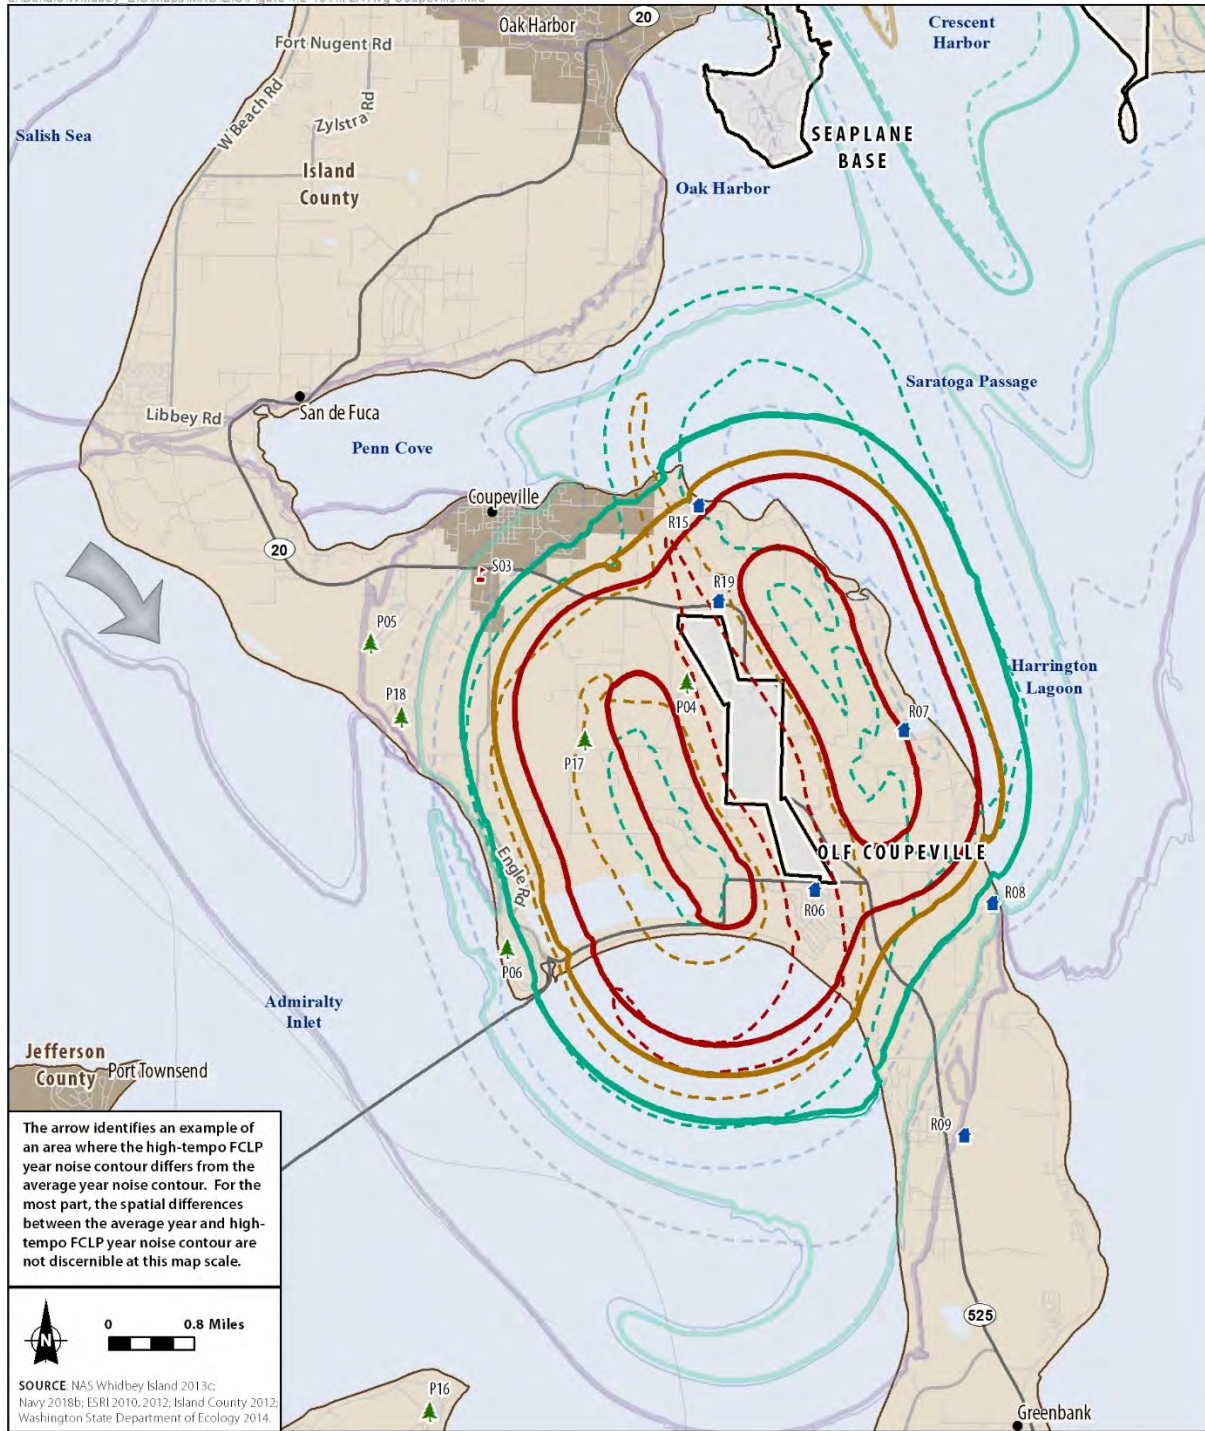 20
Oak Harbor
Crescent
Harbor
Fort Nugent Rd
W Beach Rd
Zylstra Rd
Salish Sea
SEAPLANE
BASE
Island
County
Oak Harbor
Saratoga Passage
Libbey Rd
San de Fuca
Penn Cove
Coupeville
R15
20
S03
R19
P05
Harrington
Lagoon
P18
P04
R07
P17
OLF COUPEVILLE
Engle Rd
R06
R08
P06
Admiralty
Inlet
Jefferson
County
Port Townsend
R09
The arrow identifies an example of
an area where the high-tempo FCLP
year noise contour differs from the
average year noise contour. For the
most part, the spatial differences
between the average year and high-
tempo FCLP year noise contour are
not discernible at this map scale.
525
N
0 0.8 Miles
SOURCE: NAS Whidbey Island 2013c;
Navy 2018b; ESRI 2010, 2012; Island County 2012;
Washington State Department of Ecology 2014.
P16
Greenbank